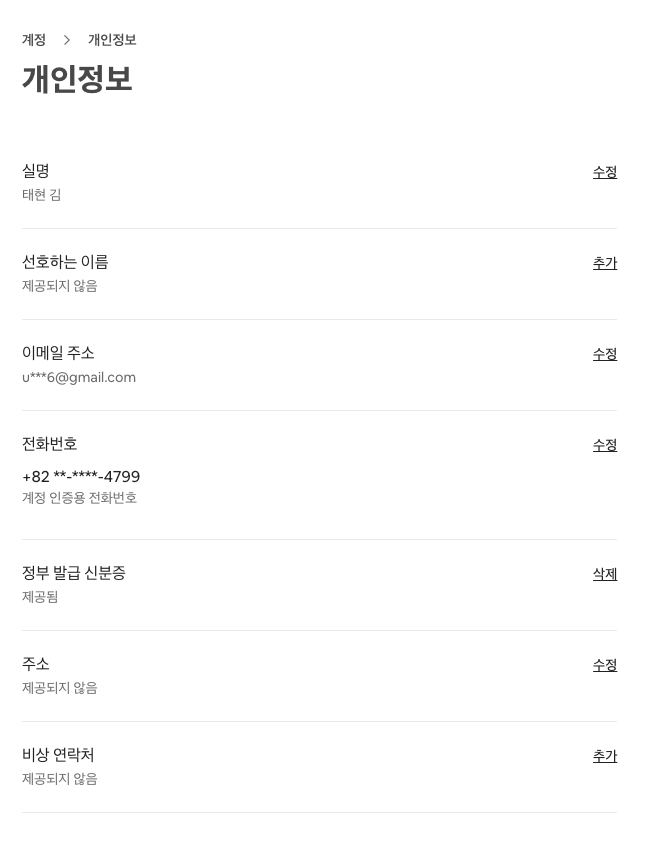 계정 > 개인정보
개인정보
실명 수정
태현 김
선호하는 이름 추가
제공되지 않음
이메일 주소 수정
u***6@gmail.com
전화번호 수정
+82 **-****-4799
계정 인증용 전화번호
정부 발급 신분증 삭제
제공됨
주소 수정
제공되지 않음
비상 연락처 추가
제공되지 않음